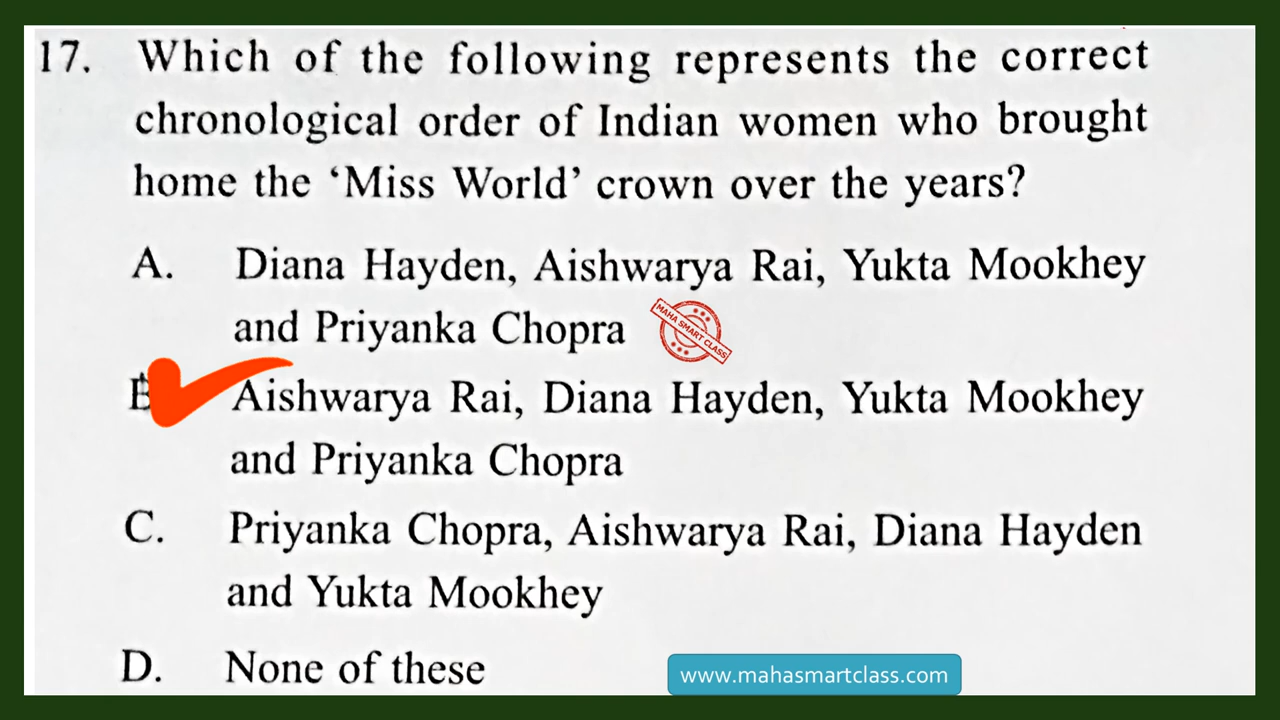 17. Which of the following represents the correct
chronological order of Indian women who brought
home the ‘Miss World’ crown over the years?
A. Diana Hayden, Aishwarya Rai, Yukta Mookhey
and Priyanka Chopra
MAHA SMART CLASS
B. Aishwarya Rai, Diana Hayden, Yukta Mookhey
and Priyanka Chopra
C. Priyanka Chopra, Aishwarya Rai, Diana Hayden
and Yukta Mookhey
D. None of these
www.mahasmartclass.com